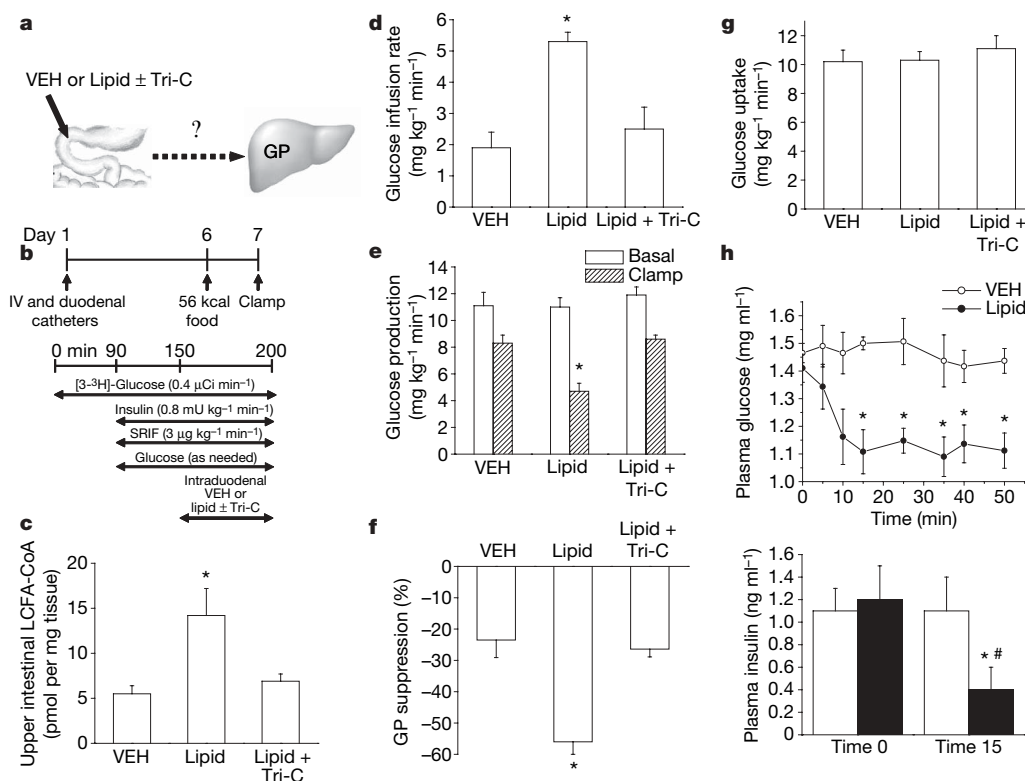 a
VEH or Lipid ± Tri-C
?
GP
b
Day 1 6 7
IV and duodenal catheters
56 kcal food
Clamp
0 min 90 150 200
[3-³H]-Glucose (0.4 μCi min⁻¹)
Insulin (0.8 mU kg⁻¹ min⁻¹)
SRIF (3 μg kg⁻¹ min⁻¹)
Glucose (as needed)
Intraduodenal
VEH or
lipid ± Tri-C
c
Upper intestinal LCFA-CoA
(pmol per mg tissue)
20
15
10
5
0
*
VEH Lipid Lipid +
Tri-C
d
Glucose infusion rate
(mg kg⁻¹ min⁻¹)
6
5
4
3
2
1
0
*
VEH Lipid Lipid + Tri-C
e
Basal
Clamp
Glucose production
(mg kg⁻¹ min⁻¹)
14
12
10
8
6
4
2
0
*
VEH Lipid Lipid +
Tri-C
f
Lipid +
VEH Lipid Tri-C
GP suppression (%)
0
−10
−20
−30
−40
−50
−60
*
g
Glucose uptake
(mg kg⁻¹ min⁻¹)
12
10
8
6
4
2
0
VEH Lipid Lipid +
Tri-C
h
VEH
Lipid
Plasma glucose (mg ml⁻¹)
1.6
1.5
1.4
1.3
1.2
1.1
1.0
* * * * *
0 10 20 30 40 50
Time (min)
Plasma insulin (ng ml⁻¹)
1.6
1.4
1.2
1.0
0.8
0.6
0.4
0.2
0
* #
Time 0 Time 15